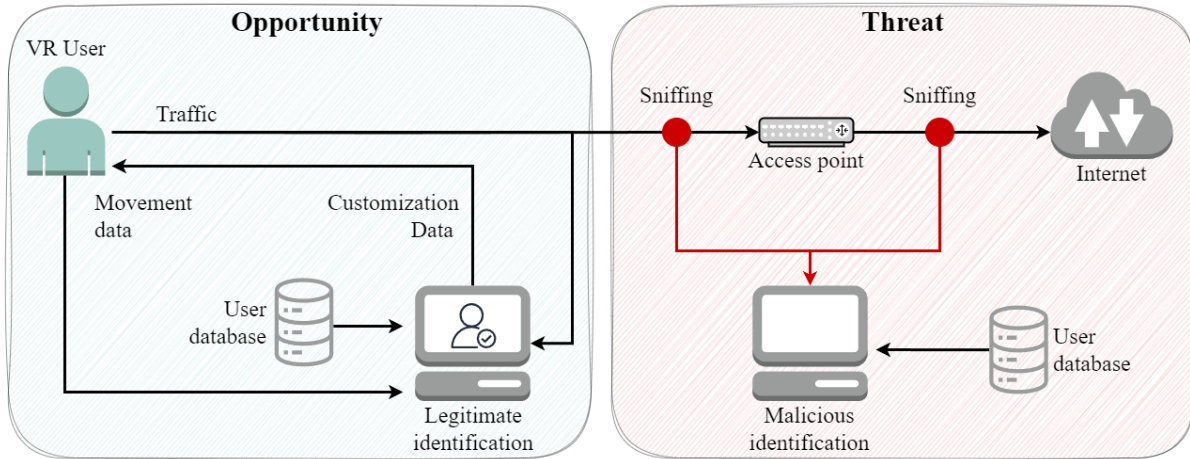 Opportunity
VR User
Traffic
Movement
data
Customization
Data
User
database
Legitimate
identification
Threat
Sniffing
Sniffing
Access point
Internet
Malicious
identification
User
database